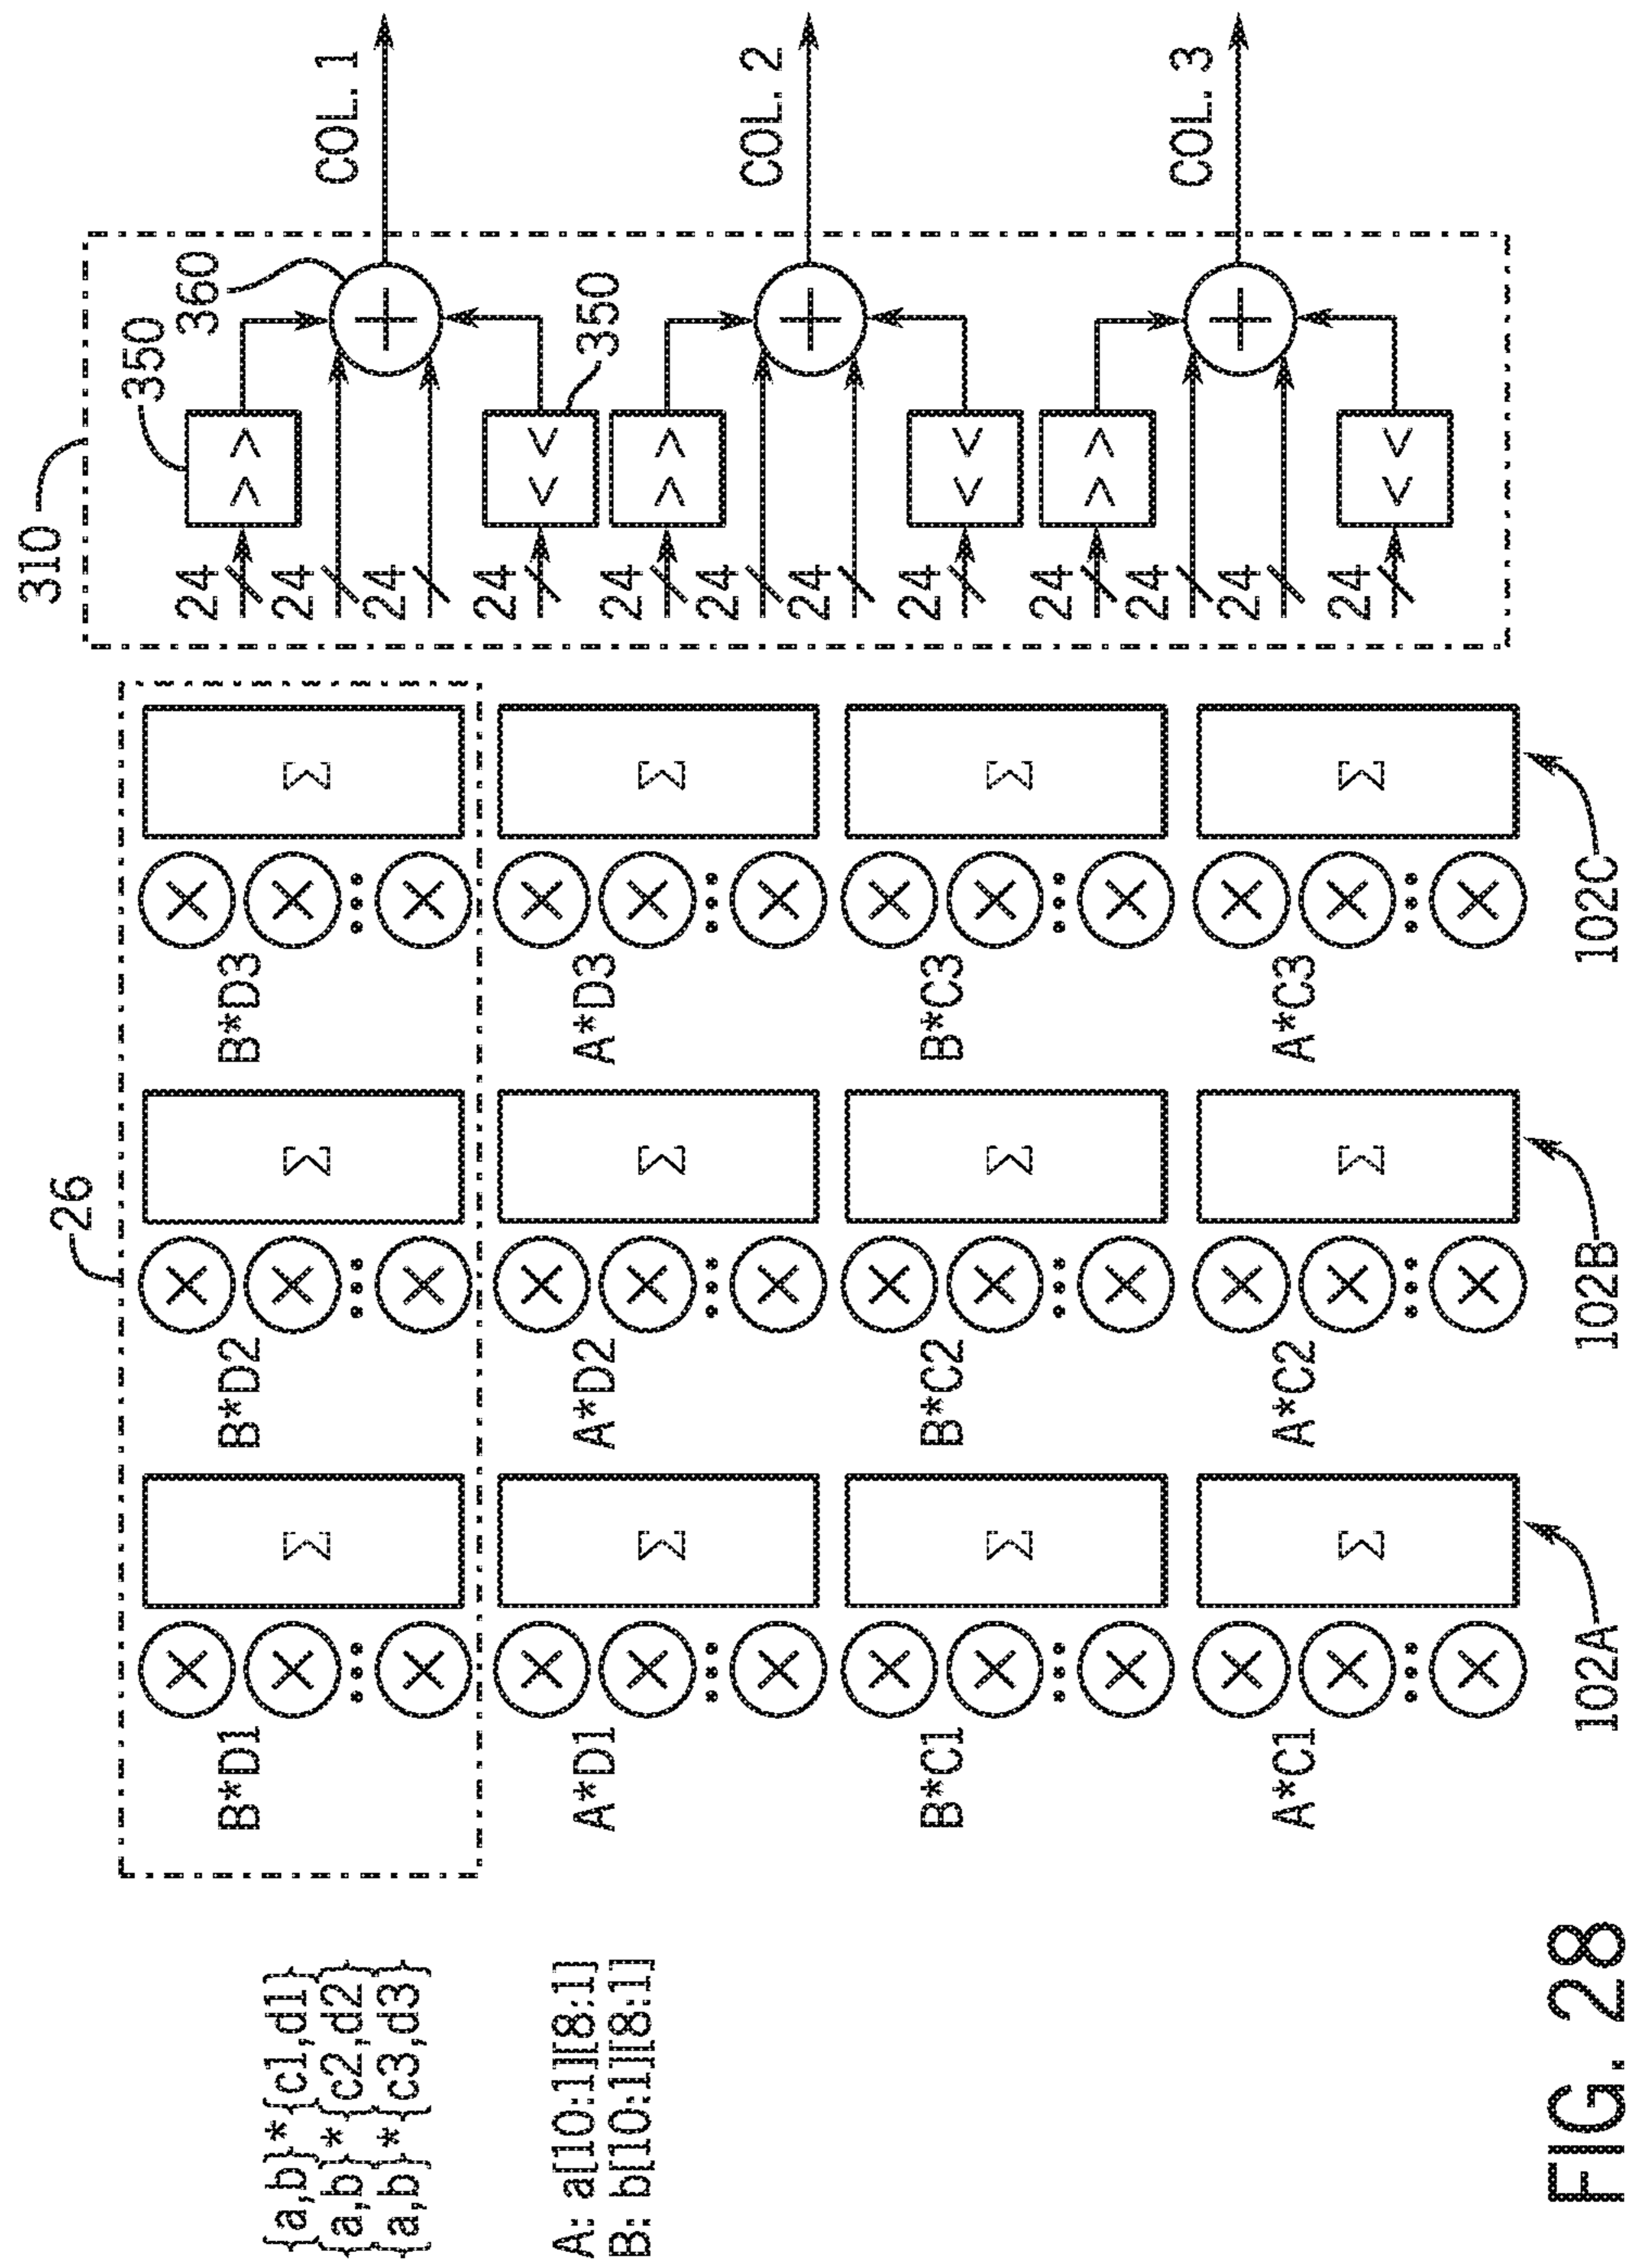 {a,b}*{c1,d1}
{a,b}*{c2,d2}
{a,b}*{c3,d3}
A: a[10:1][8:1]
B: b[10:1][8:1]
26
B*D1 Σ B*D2 Σ B*D3 Σ
A*D1 Σ A*D2 Σ A*D3 Σ
B*C1 Σ B*C2 Σ B*C3 Σ
A*C1 Σ A*C2 Σ A*C3 Σ
102A 102B 102C
310
350
360
24 >>
24
24
24 <<
350
COL. 1
24 >>
24
24
24 <<
COL. 2
24 >>
24
24
24 <<
COL. 3
FIG. 28